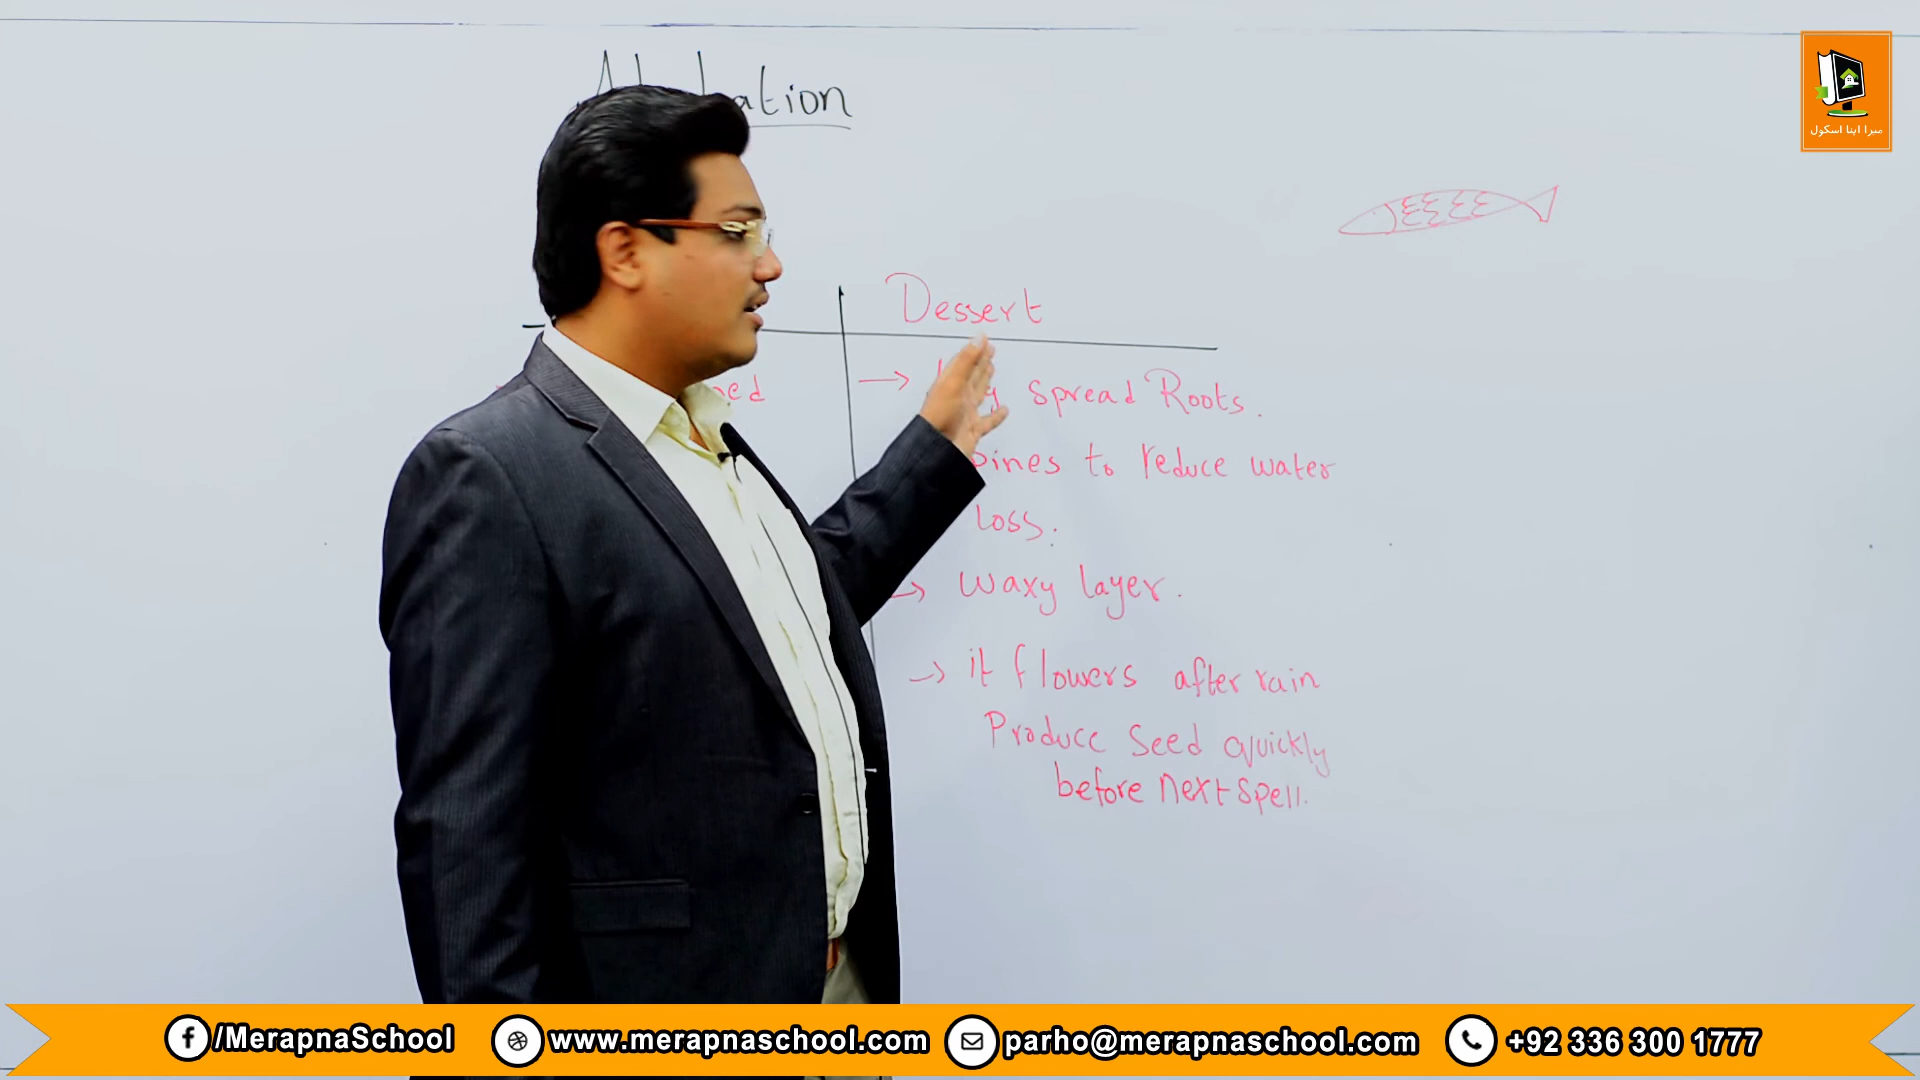 ation
میرا اپنا اسکول
Dessert
→ spread Roots.
pines to reduce water
loss.
→ waxy layer.
→ it flowers after rain
Produce Seed quickly
before next spell.
/MerapnaSchool
www.merapnaschool.com
parho@merapnaschool.com
+92 336 300 1777